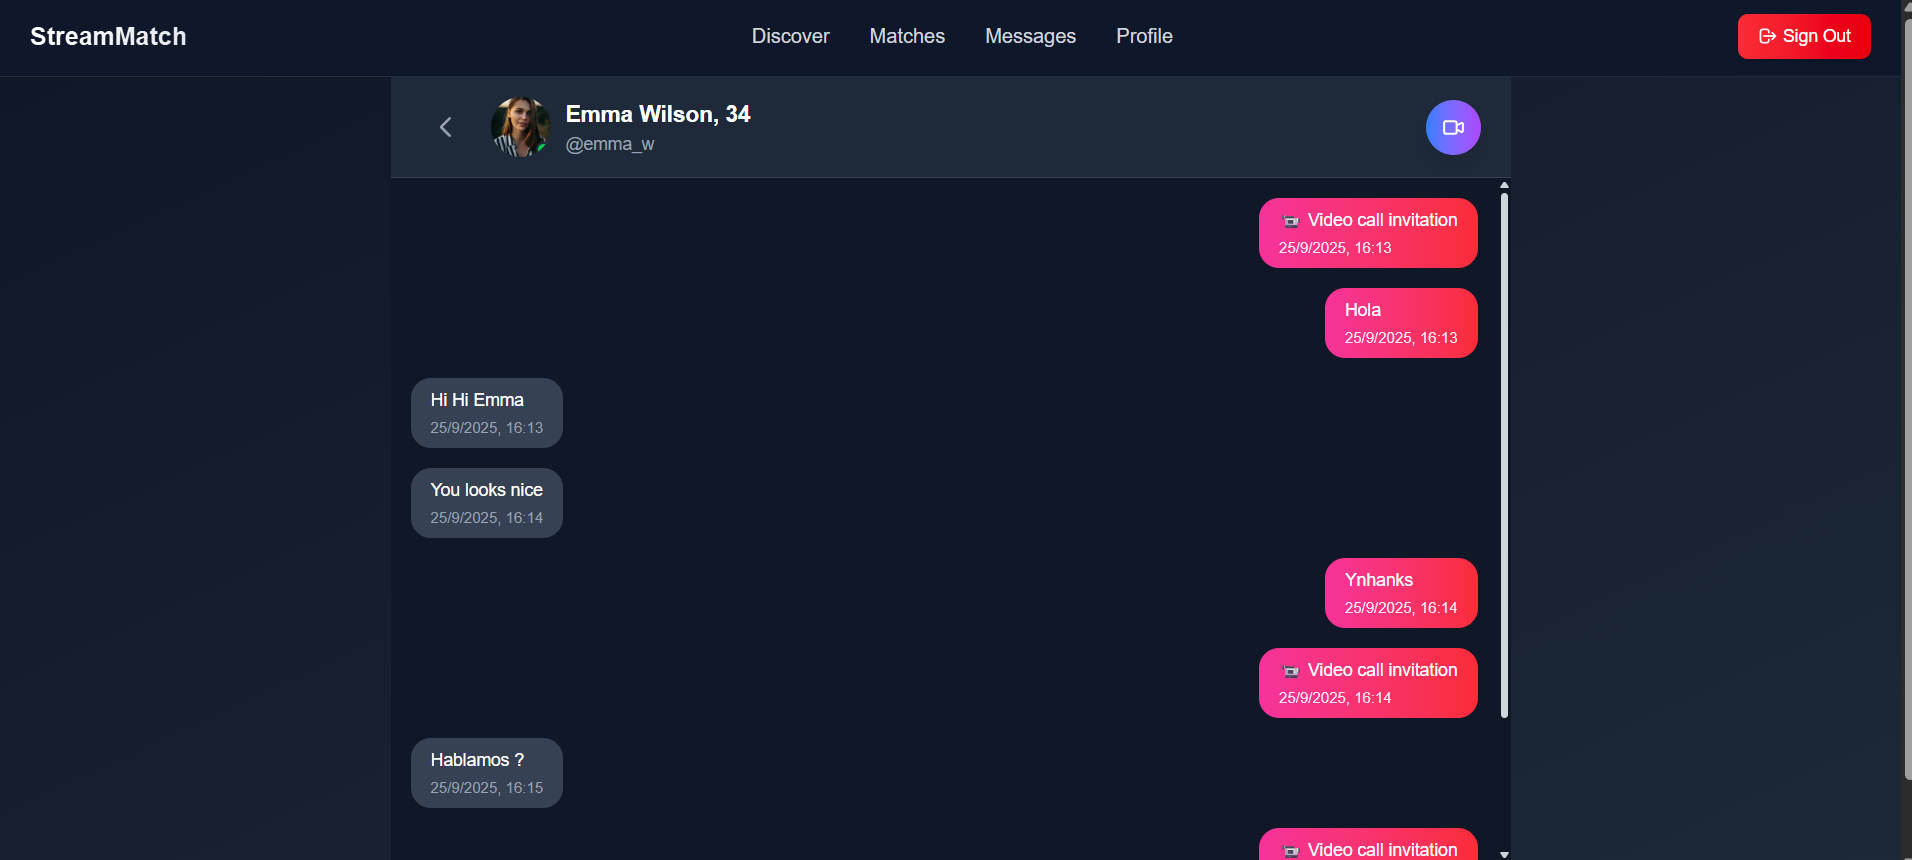 StreamMatch
Discover Matches Messages Profile
Sign Out
Emma Wilson, 34
@emma_w
Video call invitation
25/9/2025, 16:13
Hola
25/9/2025, 16:13
Hi Hi Emma
25/9/2025, 16:13
You looks nice
25/9/2025, 16:14
Ynhanks
25/9/2025, 16:14
Video call invitation
25/9/2025, 16:14
Hablamos ?
25/9/2025, 16:15
Video call invitation